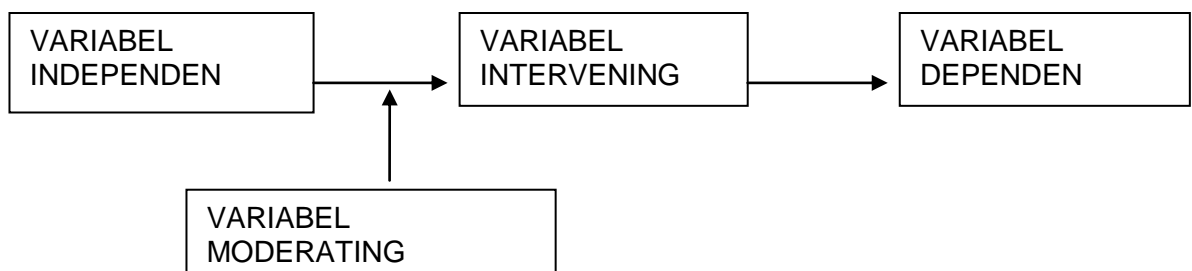 VARIABEL
INDEPENDEN
VARIABEL
INTERVENING
VARIABEL
DEPENDEN
VARIABEL
MODERATING